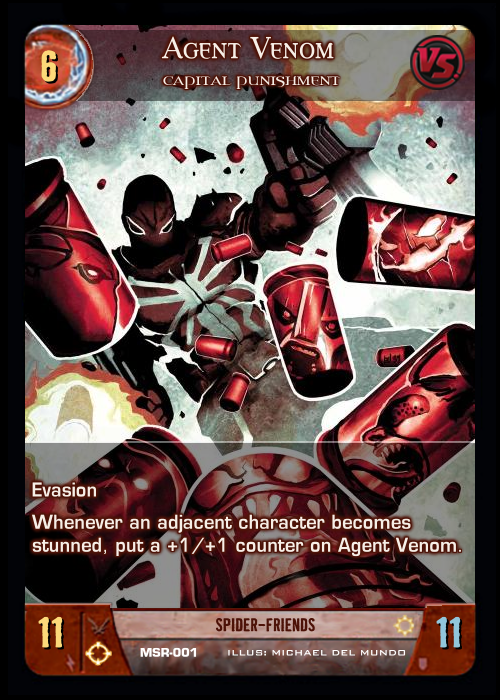 6
Agent Venom
VS
Capital Punishment
Evasion
Whenever an adjacent character becomes
stunned, put a +1/+1 counter on Agent Venom.
11
SPIDER-FRIENDS
11
MSR-001 ILLUS: MICHAEL DEL MUNDO